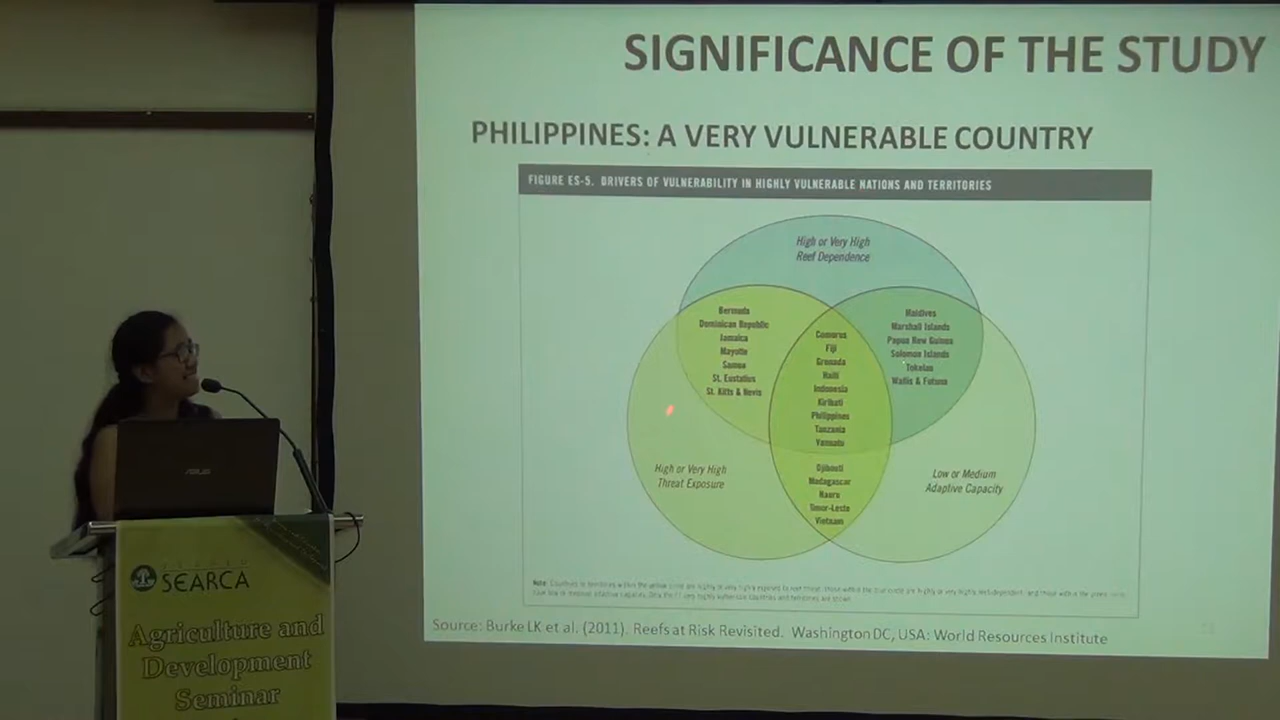 SIGNIFICANCE OF THE STUDY
PHILIPPINES: A VERY VULNERABLE COUNTRY
FIGURE ES-5. DRIVERS OF VULNERABILITY IN HIGHLY VULNERABLE NATIONS AND TERRITORIES
High or Very High
Reef Dependence
Bermuda
Dominican Republic
Jamaica
Mayotte
Samoa
St. Eustatius
St. Kitts & Nevis
Comoros
Fiji
Grenada
Haiti
Indonesia
Kiribati
Philippines
Tanzania
Vanuatu
Maldives
Marshall Islands
Papua New Guinea
Solomon Islands
Tokelau
Wallis & Futuna
High or Very High
Threat Exposure
Djibouti
Madagascar
Nauru
Timor-Leste
Vietnam
Low or Medium
Adaptive Capacity
Source: Burke LK et al. (2011). Reefs at Risk Revisited. Washington DC, USA: World Resources Institute
ASUS
SEARCA
Agriculture and
Development
Seminar